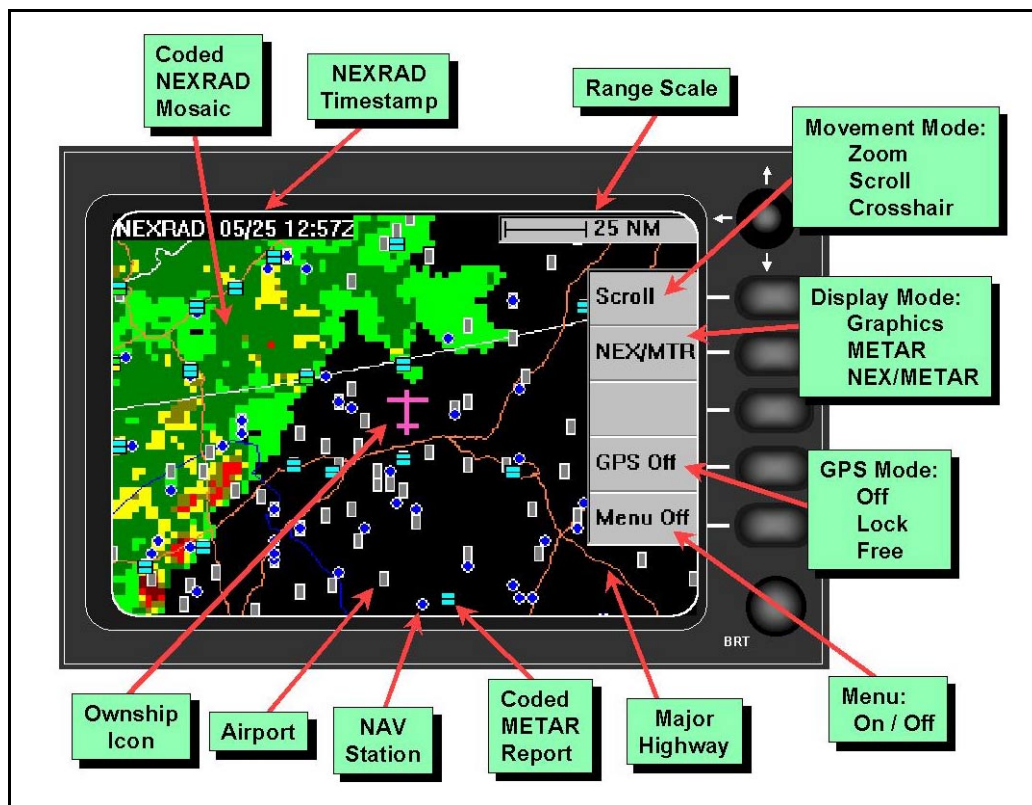 Coded
NEXRAD
Mosaic
NEXRAD
Timestamp
Range Scale
Movement Mode:
Zoom
Scroll
Crosshair
NEXRAD 05/25 12:57Z
25 NM
Scroll
NEX/MTR
GPS Off
Menu Off
Display Mode:
Graphics
METAR
NEX/METAR
GPS Mode:
Off
Lock
Free
BRT
Ownship
Icon
Airport
NAV
Station
Coded
METAR
Report
Major
Highway
Menu:
On / Off